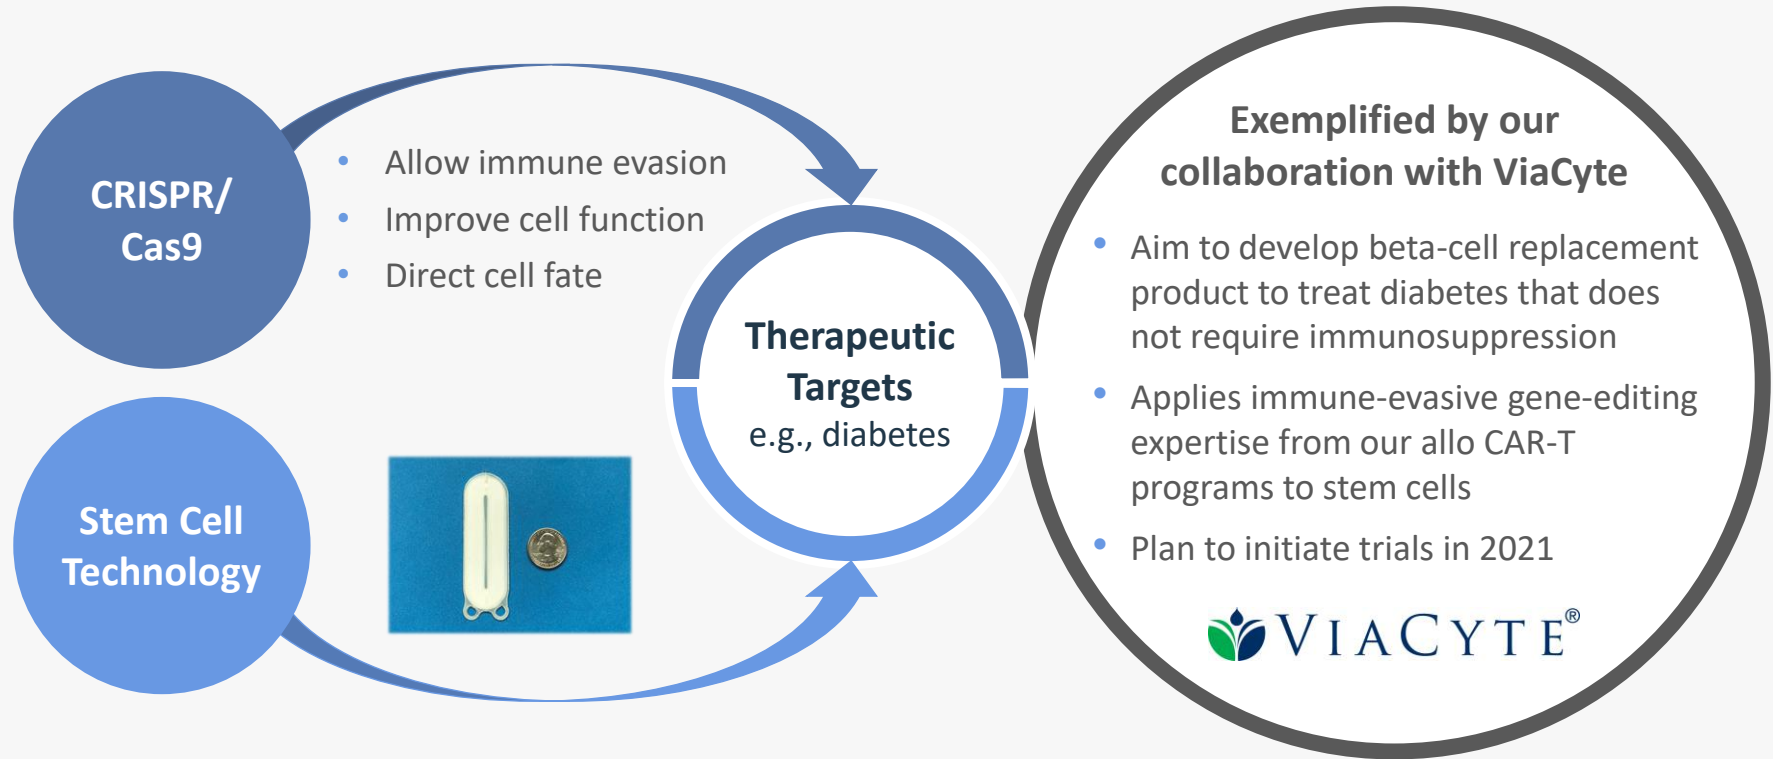 CRISPR/
Cas9
• Allow immune evasion
• Improve cell function
• Direct cell fate
Stem Cell
Technology
Therapeutic
Targets
e.g., diabetes
Exemplified by our
collaboration with ViaCyte
• Aim to develop beta-cell replacement
product to treat diabetes that does
not require immunosuppression
• Applies immune-evasive gene-editing
expertise from our allo CAR-T
programs to stem cells
• Plan to initiate trials in 2021
VIACYTE®